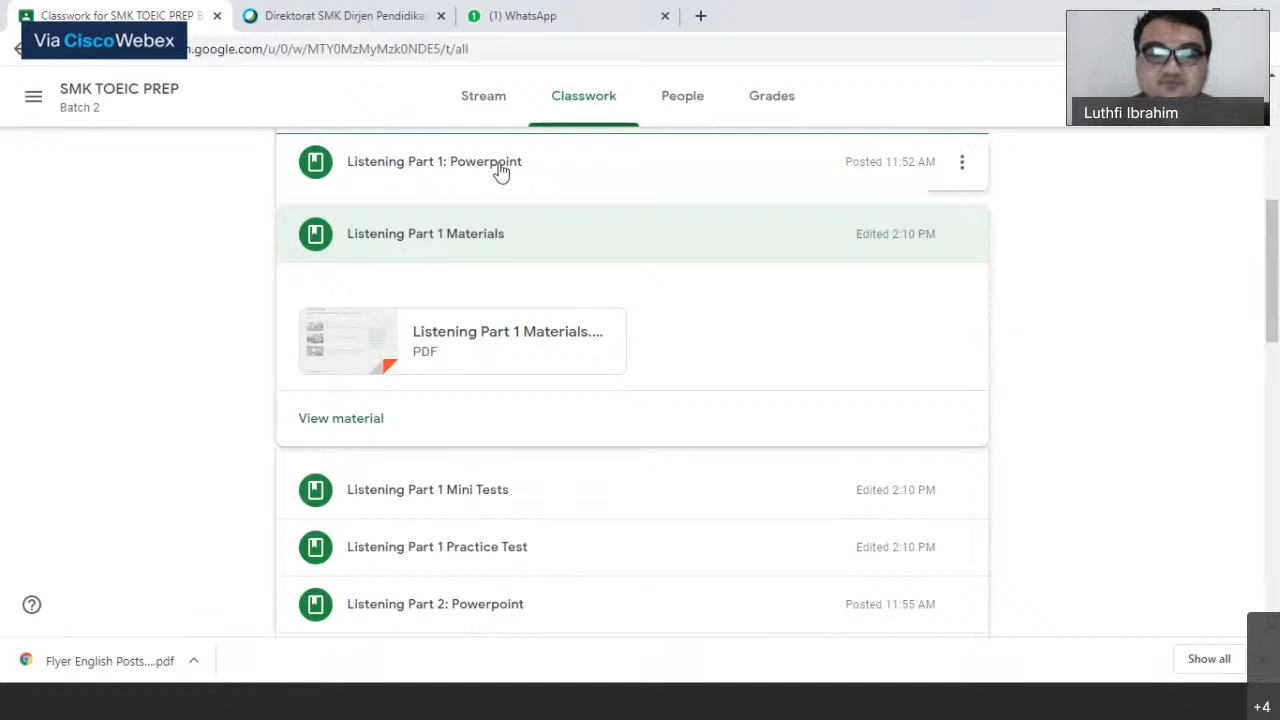 Classwork for SMK TOEIC PREP B
Direktorat SMK Dirjen Pendidika
(1) WhatsApp
Via CiscoWebex
.google.com/u/0/w/MTY0MzMyMzk0NDE5/t/all
SMK TOEIC PREP
Batch 2
Stream
Classwork
People
Grades
Luthfi Ibrahim
Listening Part 1: Powerpoint
Posted 11:52 AM
Listening Part 1 Materials
Edited 2:10 PM
Listening Part 1 Materials....
PDF
View material
Listening Part 1 Mini Tests
Edited 2:10 PM
Listening Part 1 Practice Test
Edited 2:10 PM
Listening Part 2: Powerpoint
Posted 11:55 AM
Flyer English Posts....pdf
Show all
+4